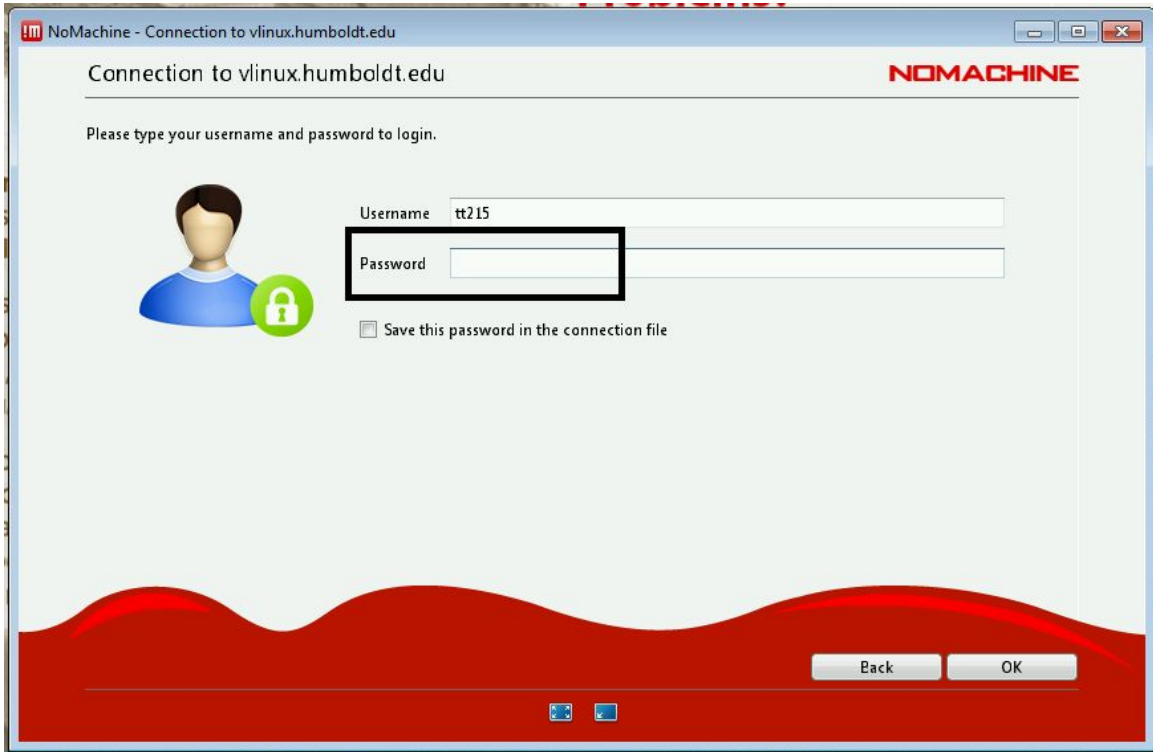 NoMachine - Connection to vlinux.humboldt.edu
Connection to vlinux.humboldt.edu NOMACHINE
Please type your username and password to login.
Username tt215
Password
Save this password in the connection file
Back OK